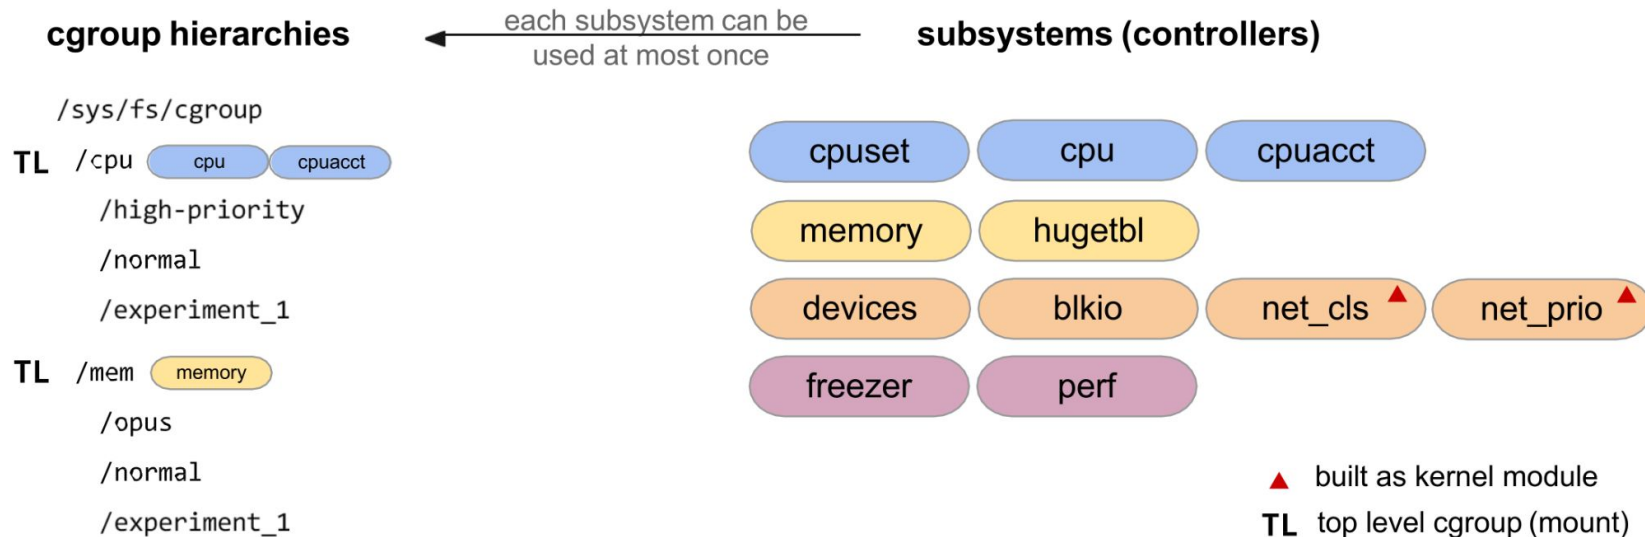 cgroup hierarchies
each subsystem can be
used at most once
subsystems (controllers)
/sys/fs/cgroup
TL /cpu cpu cpuacct
/high-priority
/normal
/experiment_1
TL /mem memory
/opus
/normal
/experiment_1
cpuset cpu cpuacct
memory hugetbl
devices blkio net_cls net_prio
freezer perf
built as kernel module
TL top level cgroup (mount)